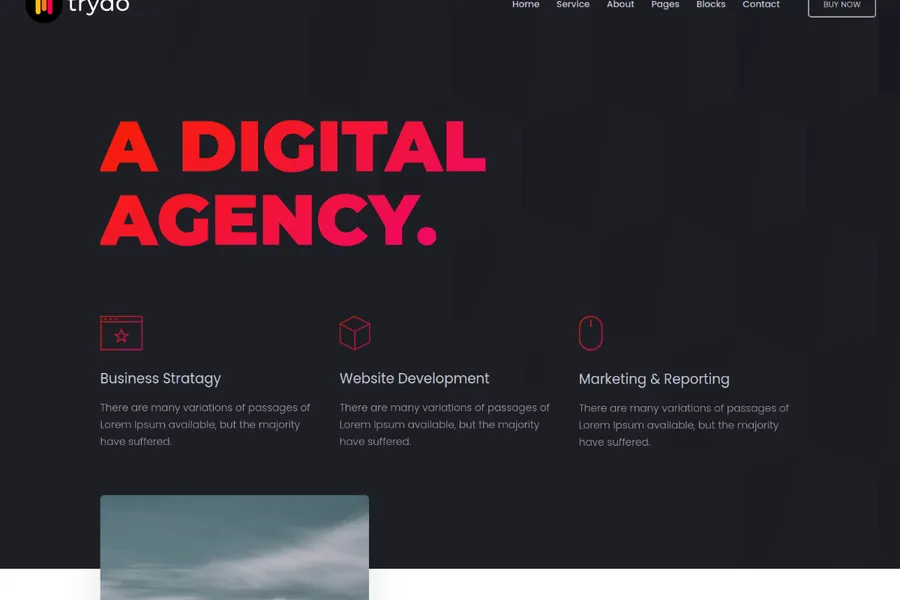 trydo
Home Service About Pages Blocks Contact BUY NOW
A DIGITAL
AGENCY.
Business Stratagy
There are many variations of passages of
Lorem Ipsum available, but the majority
have suffered.
Website Development
There are many variations of passages of
Lorem Ipsum available, but the majority
have suffered.
Marketing & Reporting
There are many variations of passages of
Lorem Ipsum available, but the majority
have suffered.